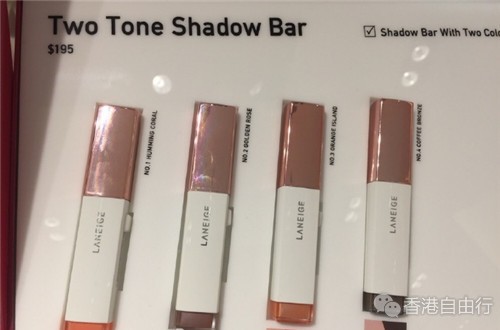 Two Tone Shadow Bar
$195
☑ Shadow Bar With Two Colo
NO.1 HUNNING CORAL
NO.2 GOLDEN ROSE
NO.3 ORANGE ISLAND
NO.4 COFFEE BRONZE
LANEIGE
LANEIGE
LANEIGE
LANEIGE
香港自由行